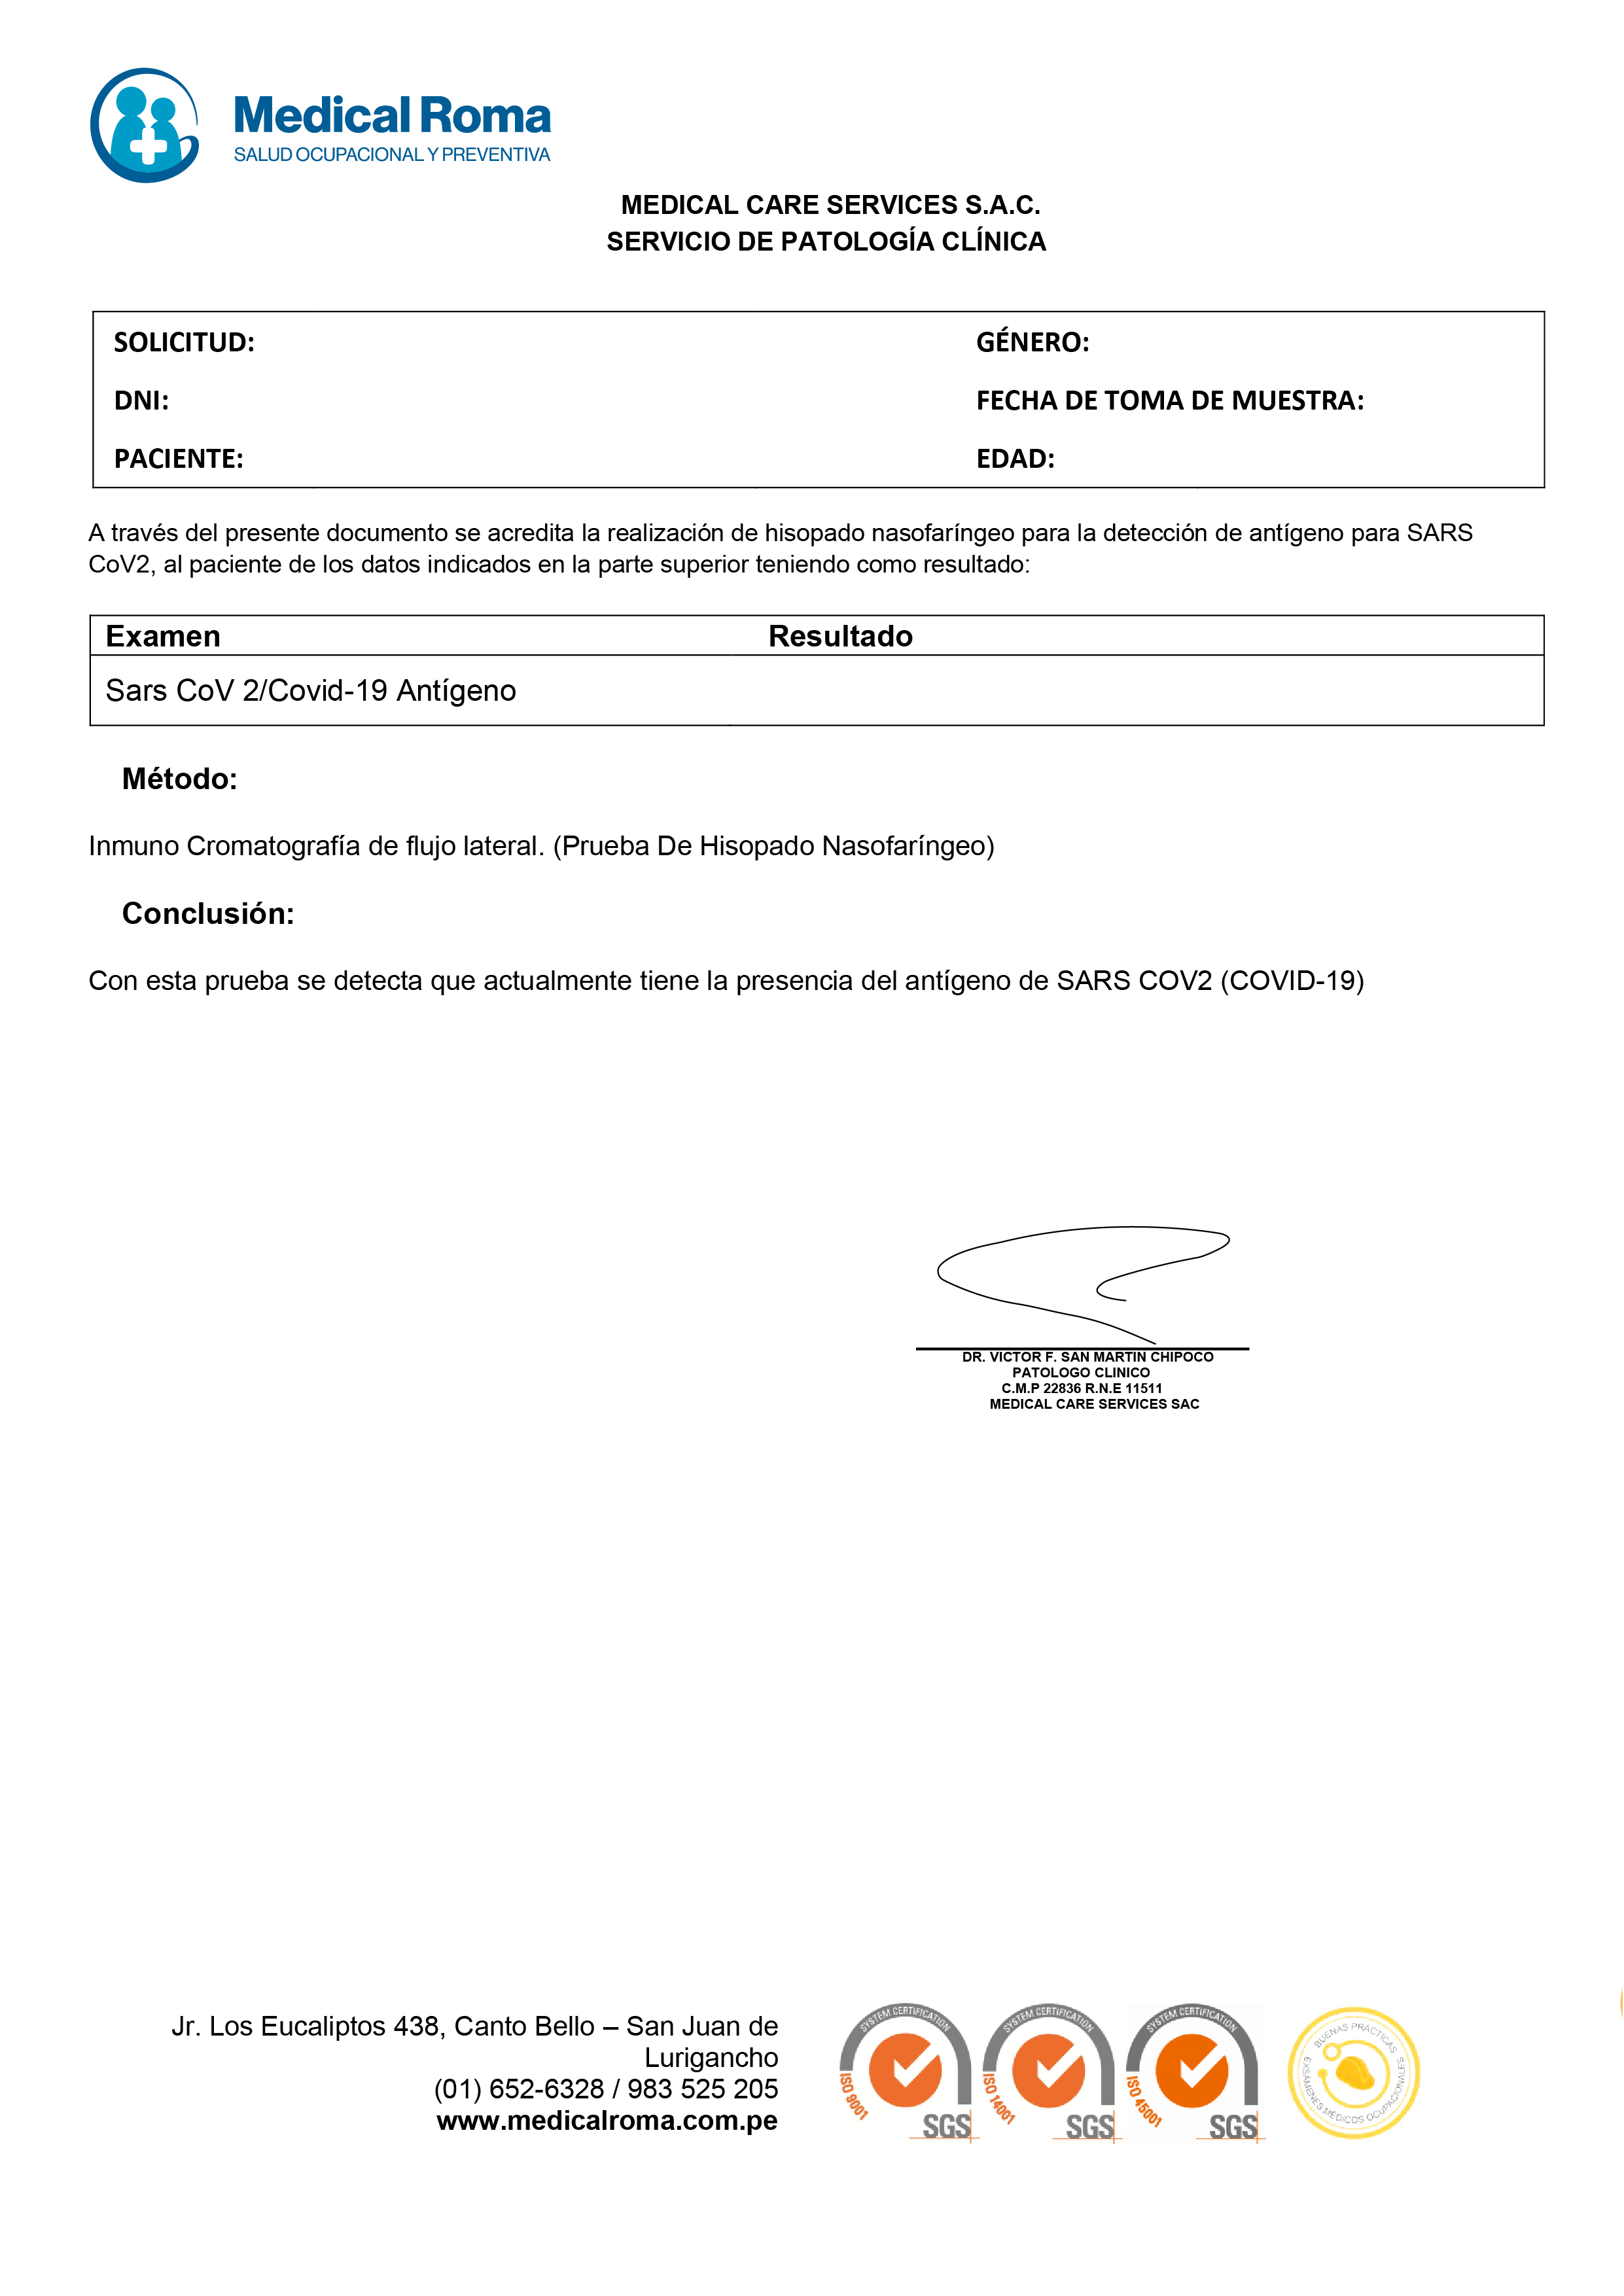 Medical Roma
SALUD OCUPACIONAL Y PREVENTIVA
MEDICAL CARE SERVICES S.A.C.
SERVICIO DE PATOLOGÍA CLÍNICA
SOLICITUD:
GÉNERO:
DNI:
FECHA DE TOMA DE MUESTRA:
PACIENTE:
EDAD:
A través del presente documento se acredita la realización de hisopado nasofaríngeo para la detección de antígeno para SARS
CoV2, al paciente de los datos indicados en la parte superior teniendo como resultado:
Examen
Resultado
Sars CoV 2/Covid-19 Antígeno
Método:
Inmuno Cromatografía de flujo lateral. (Prueba De Hisopado Nasofaríngeo)
Conclusión:
Con esta prueba se detecta que actualmente tiene la presencia del antígeno de SARS COV2 (COVID-19)
DR. VICTOR F. SAN MARTIN CHIPOCO
PATOLOGO CLINICO
C.M.P 22836 R.N.E 11511
MEDICAL CARE SERVICES SAC
Jr. Los Eucaliptos 438, Canto Bello – San Juan de
Lurigancho
(01) 652-6328 / 983 525 205
www.medicalroma.com.pe
SYSTEM CERTIFICATION
ISO 9001
SGS
SYSTEM CERTIFICATION
ISO 14001
SGS
SYSTEM CERTIFICATION
ISO 45001
SGS
BUENAS PRACTICAS
EXSAMENES MEDICOS OCUPACIONALES